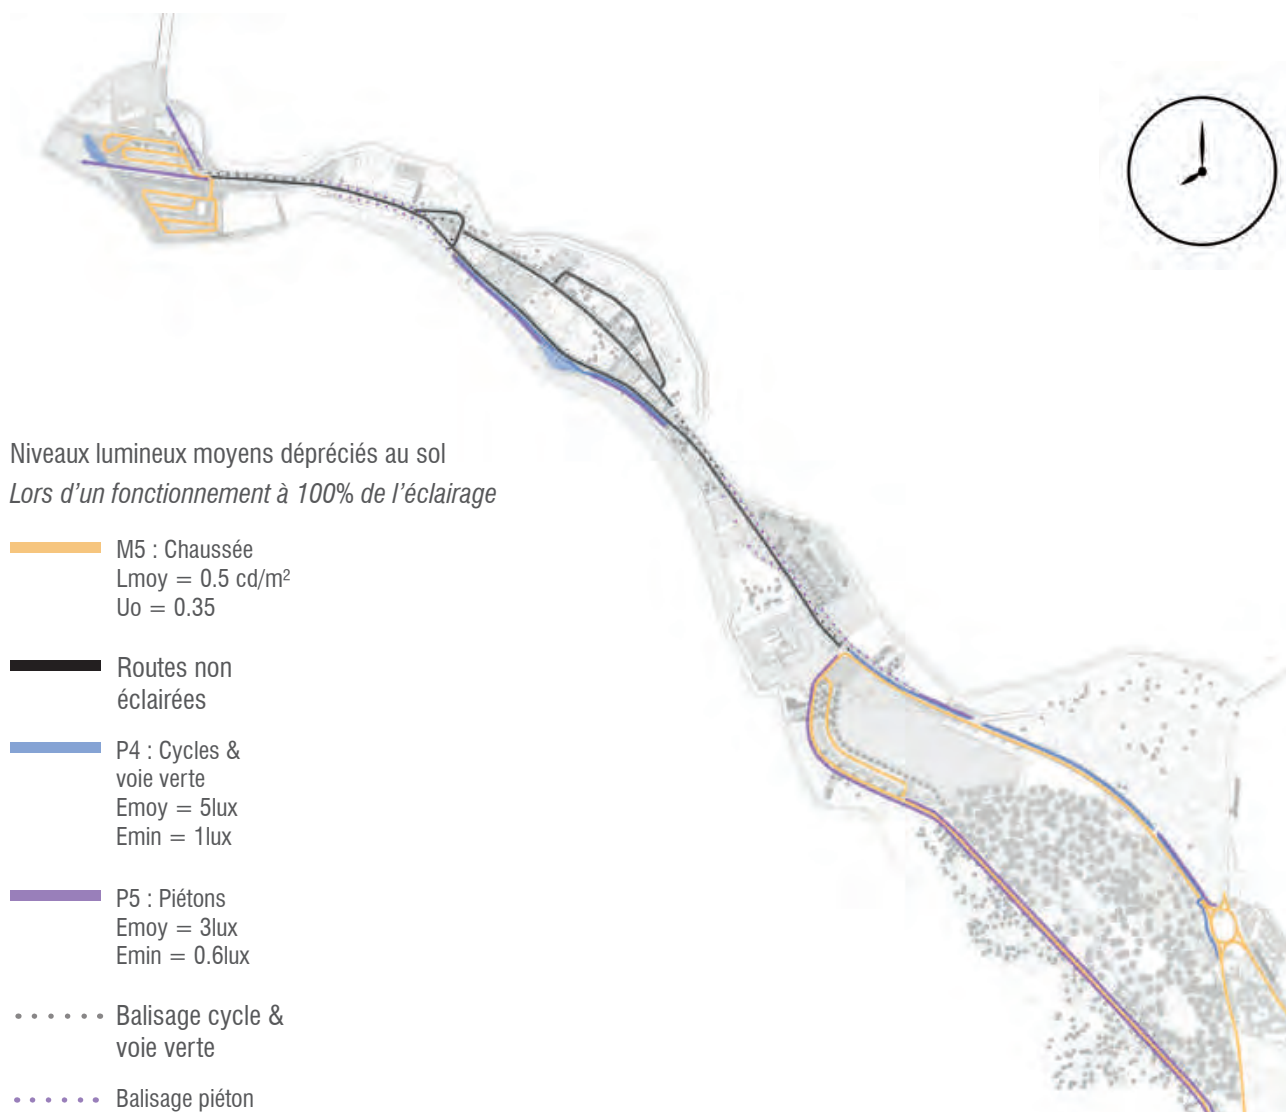 Niveaux lumineux moyens dépréciés au sol
Lors d’un fonctionnement à 100% de l’éclairage
M5 : Chaussée
Lmoy = 0.5 cd/m²
Uo = 0.35
Routes non
éclairées
P4 : Cycles &
voie verte
Emoy = 5lux
Emin = 1lux
P5 : Piétons
Emoy = 3lux
Emin = 0.6lux
Balisage cycle &
voie verte
Balisage piéton